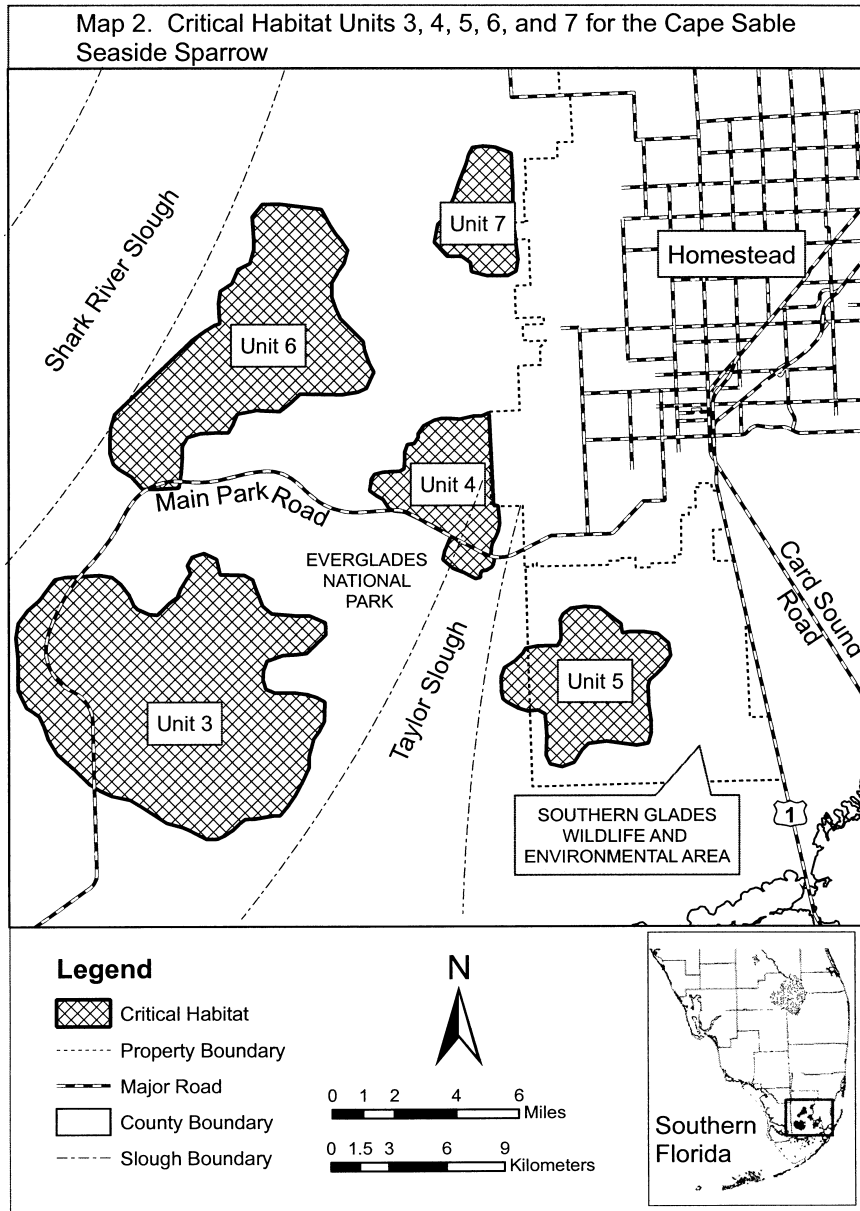 Map 2. Critical Habitat Units 3, 4, 5, 6, and 7 for the Cape Sable
Seaside Sparrow
Shark River Slough
Unit 7
Homestead
Unit 6
Unit 4
Main Park Road
EVERGLADES
NATIONAL
PARK
Card Sound
Road
Taylor Slough
Unit 5
Unit 3
SOUTHERN GLADES
WILDLIFE AND
ENVIRONMENTAL AREA
1
Legend
Critical Habitat
Property Boundary
Major Road
County Boundary
Slough Boundary
N
0 1 2 4 6
Miles
0 1.5 3 6 9
Kilometers
Southern
Florida